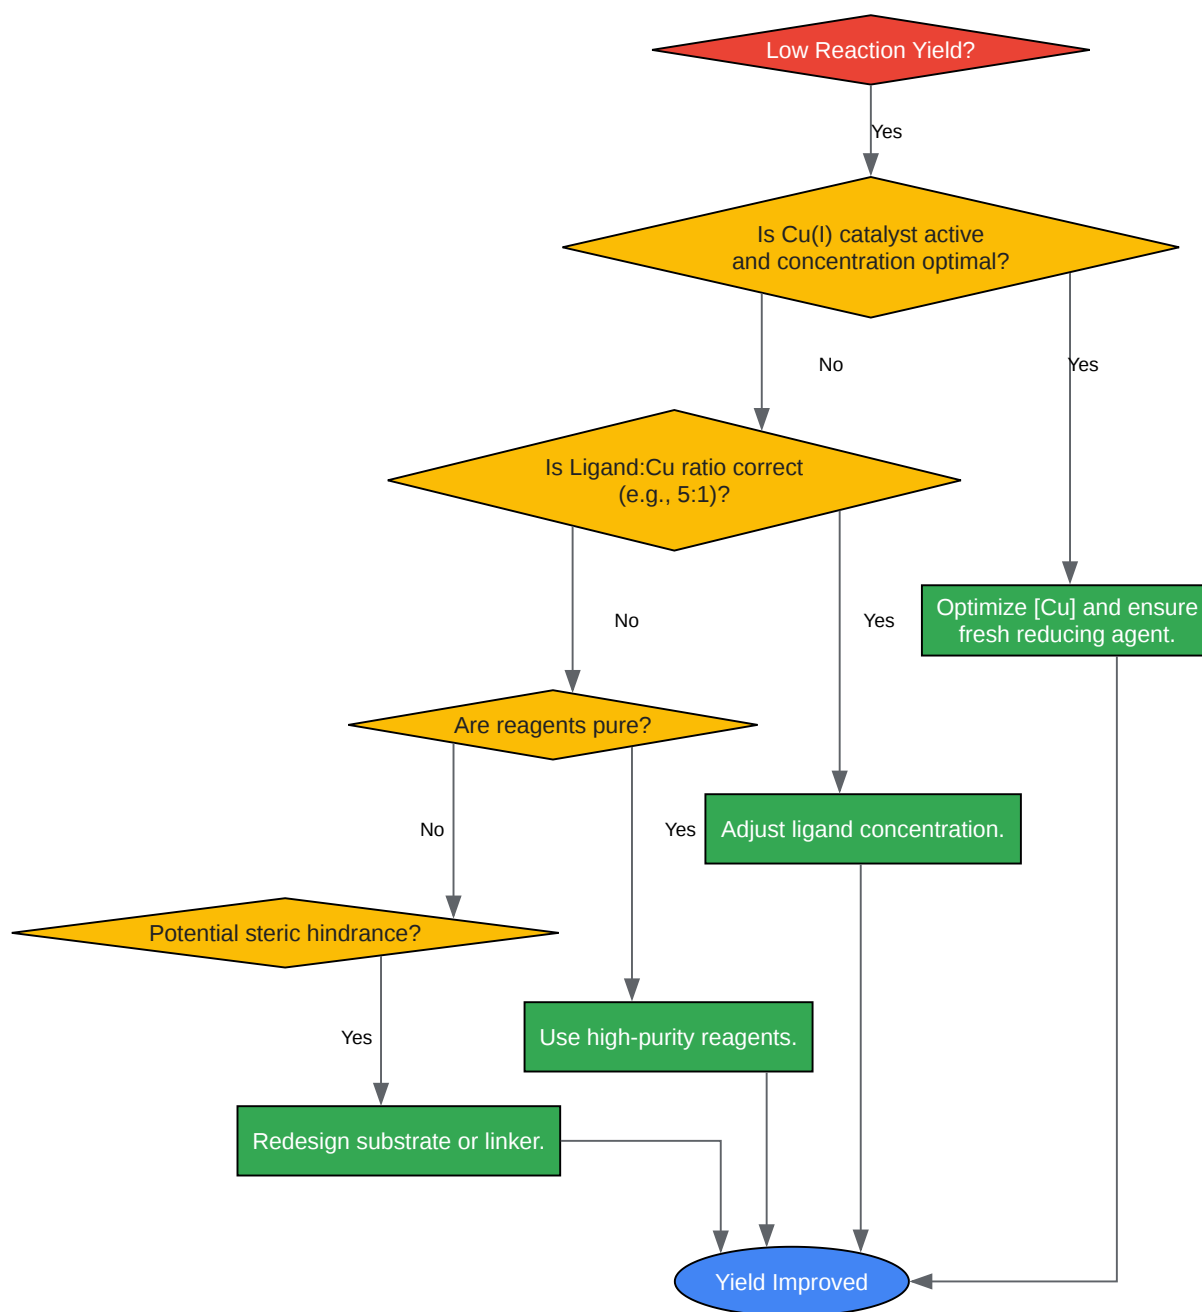 Low Reaction Yield?
Yes
Is Cu(I) catalyst active
and concentration optimal?
No
Yes
Is Ligand:Cu ratio correct
(e.g., 5:1)?
Optimize [Cu] and ensure
fresh reducing agent.
No
Yes
Are reagents pure?
No
Yes
Adjust ligand concentration.
Potential steric hindrance?
Yes
Use high-purity reagents.
Redesign substrate or linker.
Yield Improved